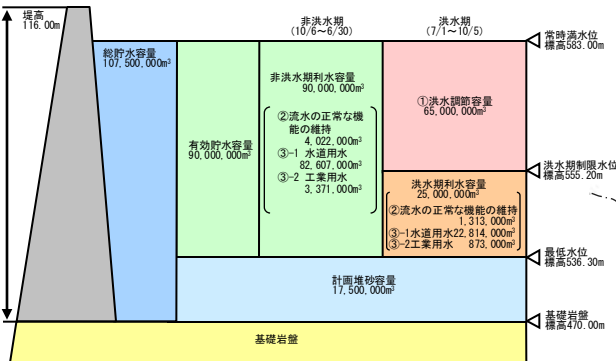 堤高
116.00m
総貯水容量
107,500,000m³
有効貯水容量
90,000,000m³
非洪水期
(10/6～6/30)
非洪水期利水容量
90,000,000m³
②流水の正常な機
能の維持
4,022,000m³
③-1 水道用水
82,607,000m³
③-2 工業用水
3,371,000m³
洪水期
(7/1～10/5)
①洪水調節容量
65,000,000m³
洪水期利水容量
25,000,000m³
②流水の正常な機能の維持
1,313,000m³
③-1水道用水22,814,000m³
③-2工業用水 873,000m³
計画堆砂容量
17,500,000m³
基礎岩盤
常時満水位
標高583.00m
洪水期制限水位
標高555.20m
最低水位
標高536.30m
基礎岩盤
標高470.00m